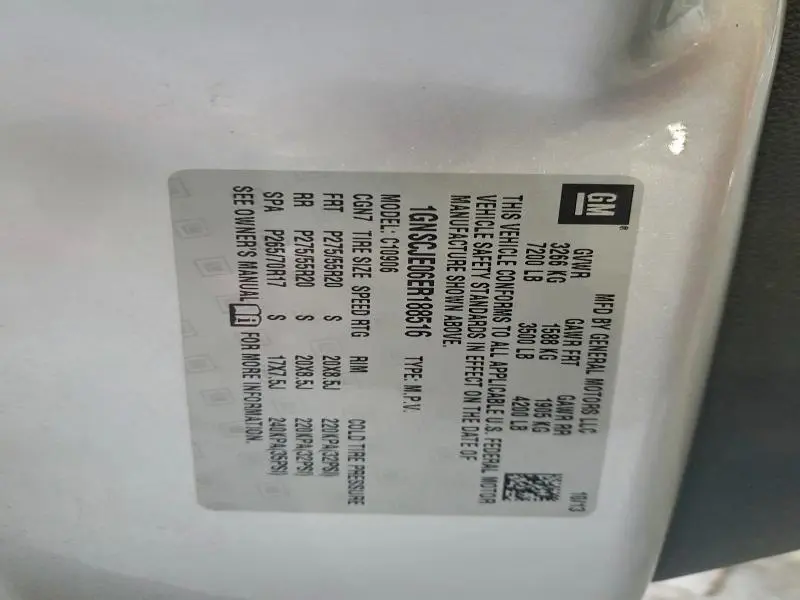 GM®
MFD BY GENERAL MOTORS LLC 10/13
GVWR GAWR FRT GAWR RR
3266 KG 1588 KG 1905 KG
7200 LB 3500 LB 4200 LB
THIS VEHICLE CONFORMS TO ALL APPLICABLE U.S. FEDERAL MOTOR
VEHICLE SAFETY STANDARDS IN EFFECT ON THE DATE OF
MANUFACTURE SHOWN ABOVE.
1GNSCJE06ER188516 TYPE: M.P.V.
MODEL: C10906
CGN7 TIRE SIZE SPEED RTG RIM COLD TIRE PRESSURE
FRT P275/55R20 S 20X8.5J 220KPA(32PSI)
RR P275/55R20 S 20X8.5J 220KPA(32PSI)
SPA P265/70R17 S 17X7.5J 240KPA(35PSI)
SEE OWNER'S MANUAL FOR MORE INFORMATION.